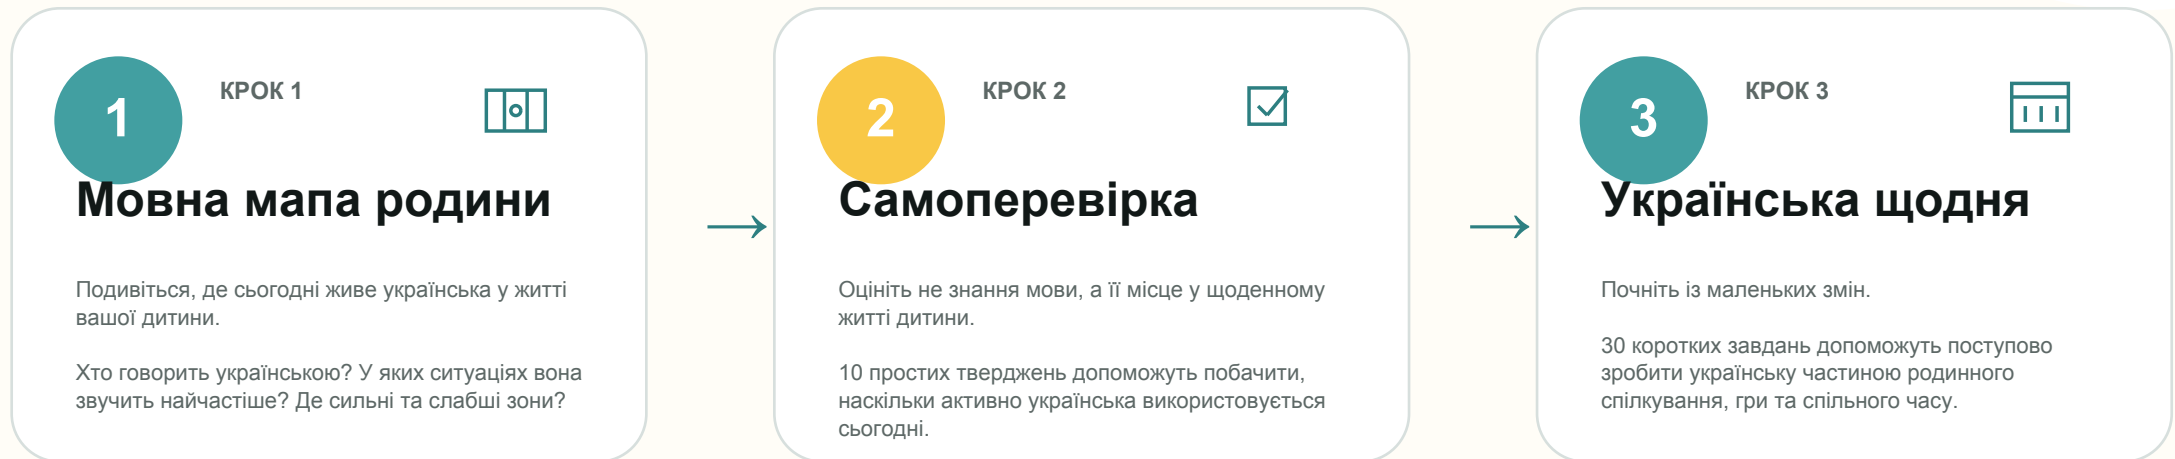 1
КРОК 1
Мовна мапа родини
Подивіться, де сьогодні живе українська у житті
вашої дитини.
Хто говорить українською? У яких ситуаціях вона
звучить найчастіше? Де сильні та слабші зони?
2
КРОК 2
Самоперевірка
Оцініть не знання мови, а її місце у щоденному
житті дитини.
10 простих тверджень допоможуть побачити,
наскільки активно українська використовується
сьогодні.
3
КРОК 3
Українська щодня
Почніть із маленьких змін.
30 коротких завдань допоможуть поступово
зробити українську частиною родинного
спілкування, гри та спільного часу.